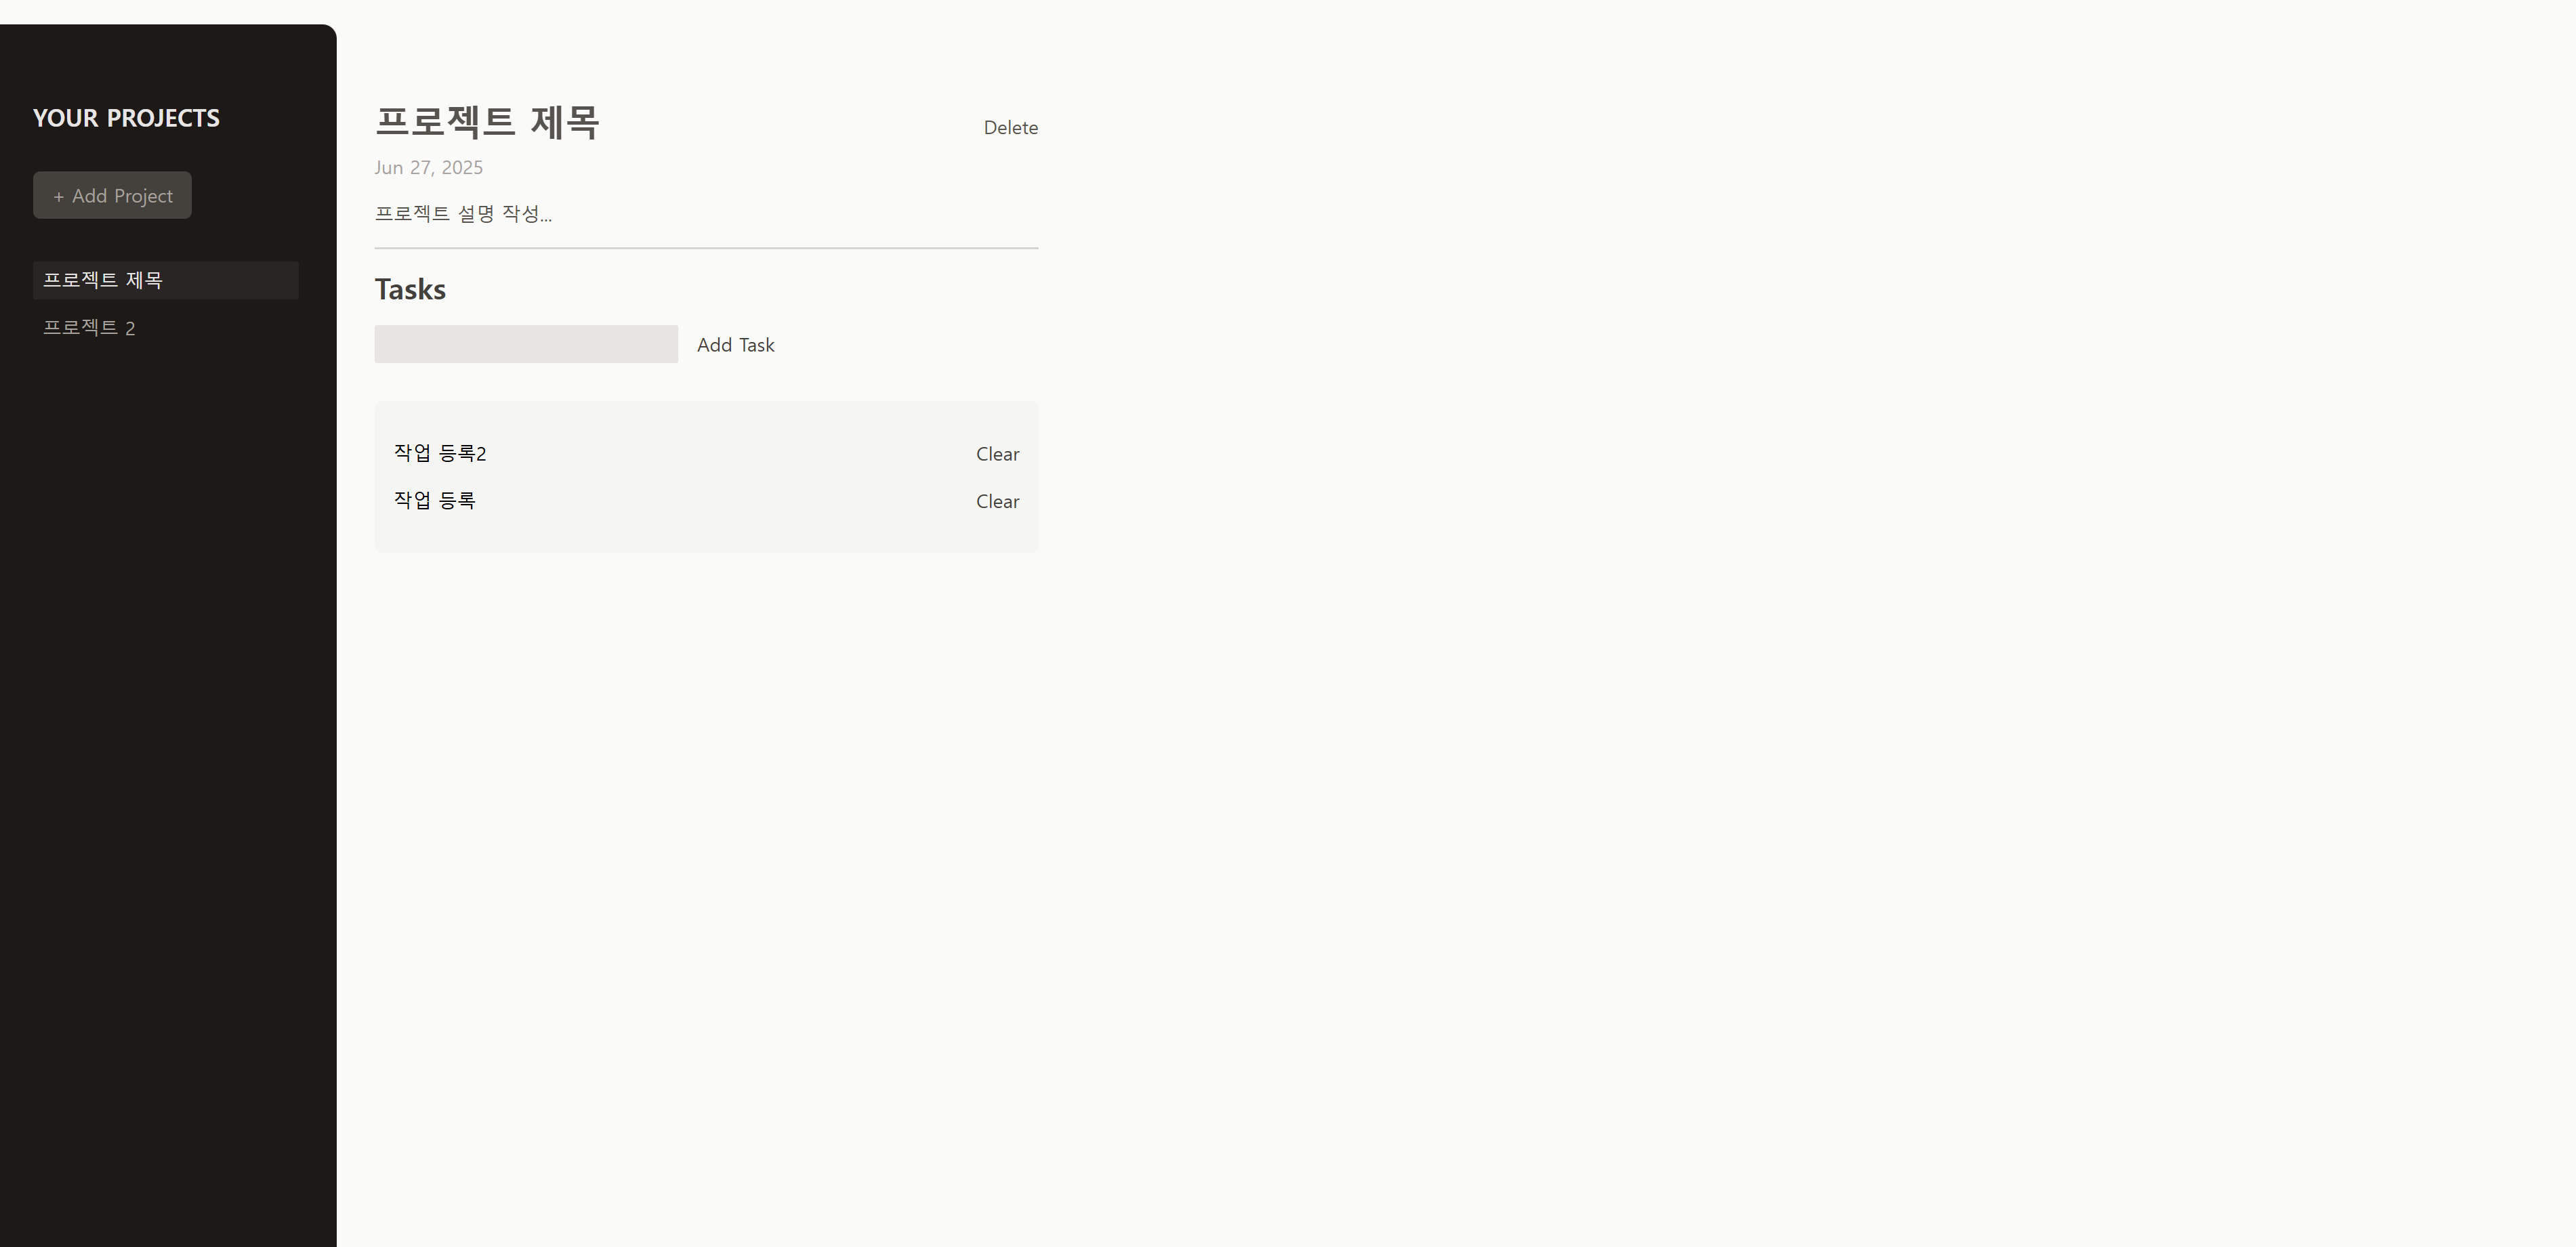 YOUR PROJECTS
+ Add Project
프로젝트 제목
프로젝트 2
프로젝트 제목
Delete
Jun 27, 2025
프로젝트 설명 작성...
Tasks
Add Task
작업 등록2
Clear
작업 등록
Clear